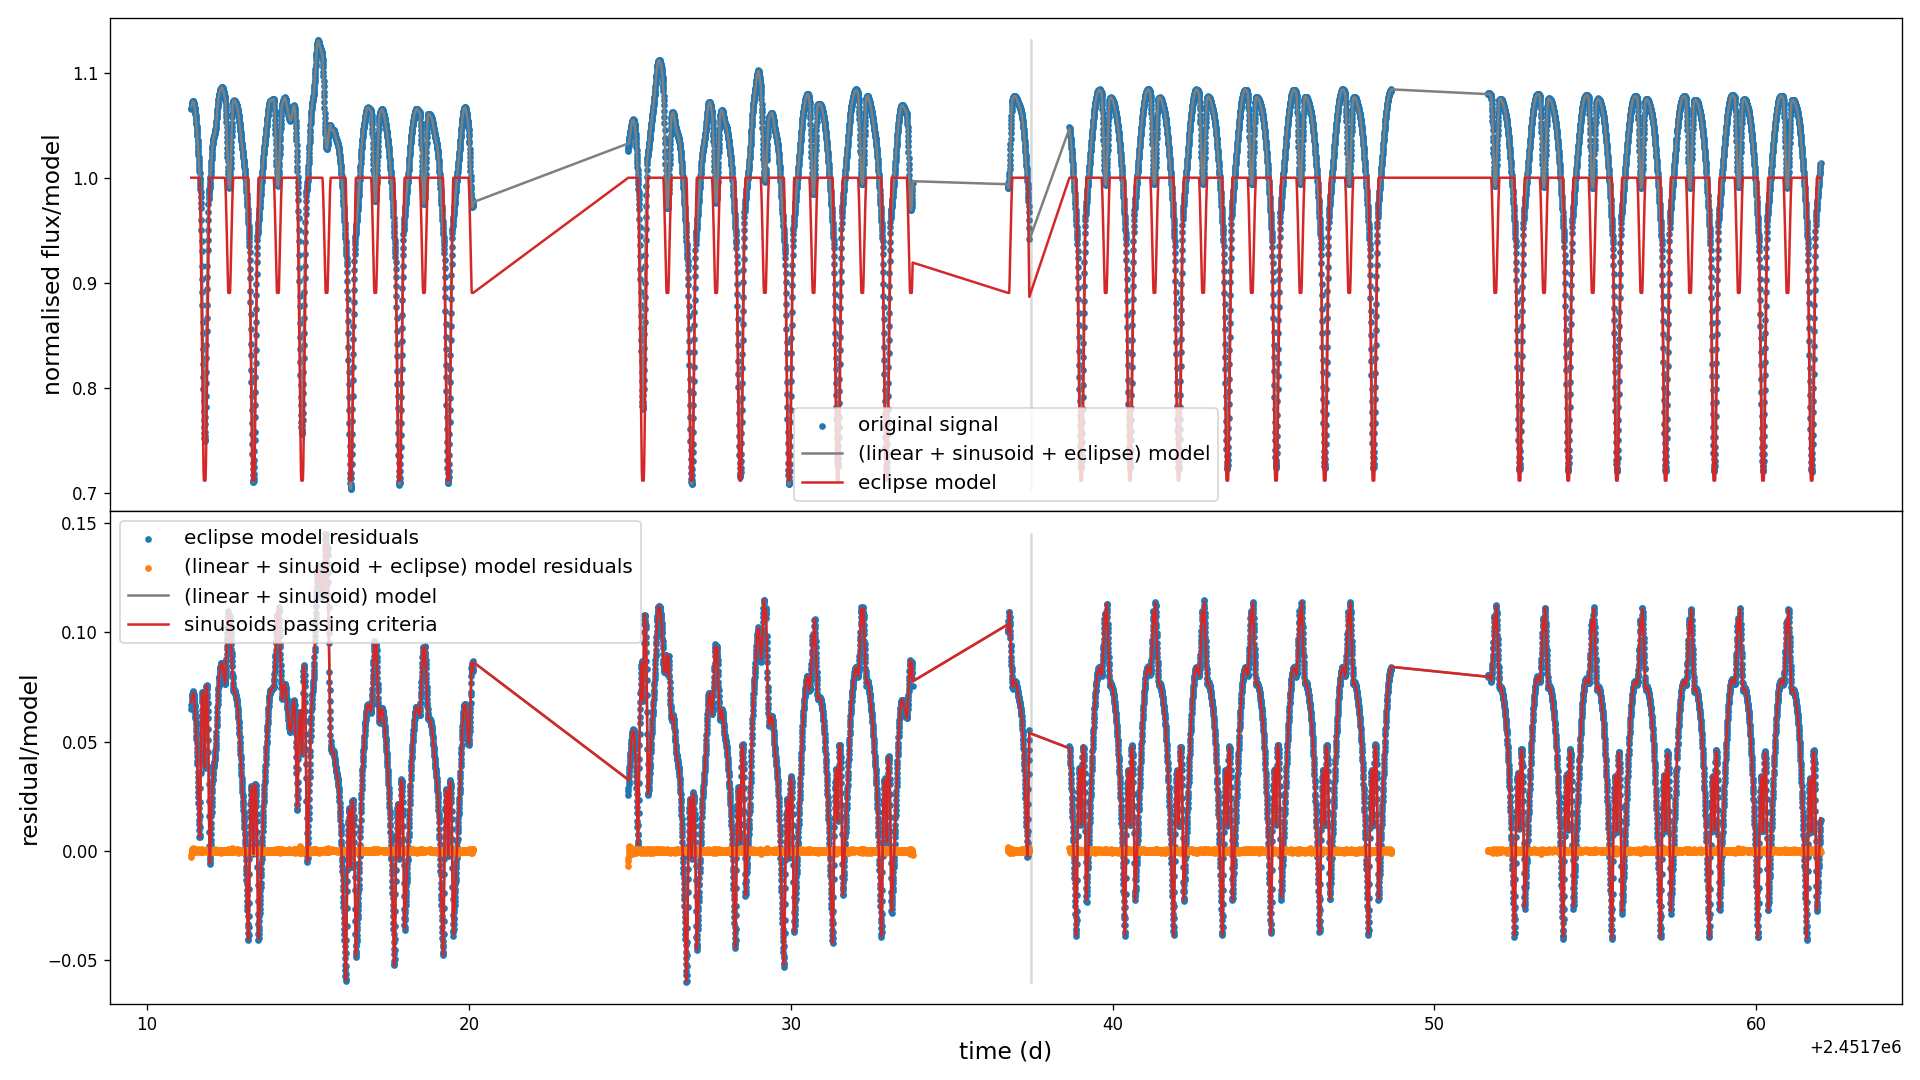 normalised flux/model
1.1
1.0
0.9
0.8
0.7
original signal
(linear + sinusoid + eclipse) model
eclipse model
residual/model
0.15
0.10
0.05
0.00
−0.05
eclipse model residuals
(linear + sinusoid + eclipse) model residuals
(linear + sinusoid) model
sinusoids passing criteria
10 20 30 40 50 60
time (d)
+2.4517e6